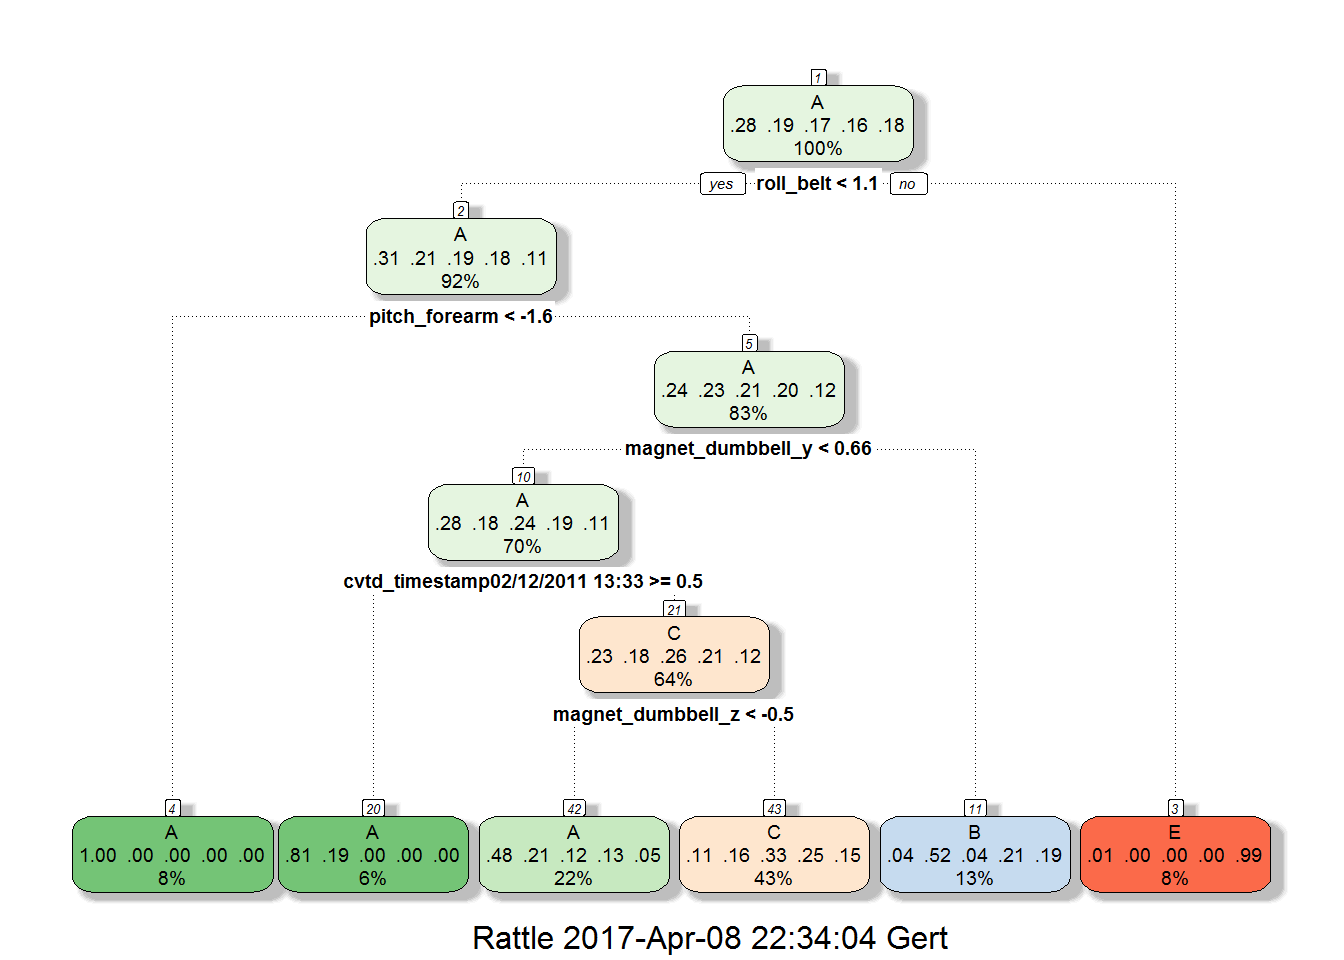 1
A
.28 .19 .17 .16 .18
100%
yes roll_belt < 1.1 no
2
A
.31 .21 .19 .18 .11
92%
pitch_forearm < -1.6
5
A
.24 .23 .21 .20 .12
83%
magnet_dumbbell_y < 0.66
10
A
.28 .18 .24 .19 .11
70%
cvtd_timestamp02/12/2011 13:33 >= 0.5
21
C
.23 .18 .26 .21 .12
64%
magnet_dumbbell_z < -0.5
4
A
1.00 .00 .00 .00 .00
8%
20
A
.81 .19 .00 .00 .00
6%
42
A
.48 .21 .12 .13 .05
22%
43
C
.11 .16 .33 .25 .15
43%
11
B
.04 .52 .04 .21 .19
13%
3
E
.01 .00 .00 .00 .99
8%
Rattle 2017-Apr-08 22:34:04 Gert